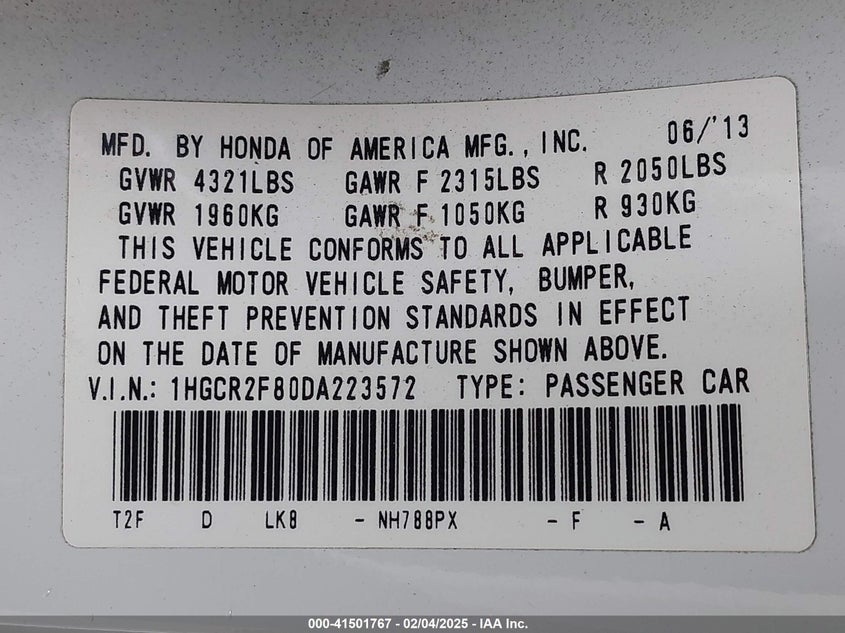 MFD. BY HONDA OF AMERICA MFG., INC. 06/'13
GVWR 4321LBS GAWR F 2315LBS R 2050LBS
GVWR 1960KG GAWR F 1050KG R 930KG
THIS VEHICLE CONFORMS TO ALL APPLICABLE
FEDERAL MOTOR VEHICLE SAFETY, BUMPER,
AND THEFT PREVENTION STANDARDS IN EFFECT
ON THE DATE OF MANUFACTURE SHOWN ABOVE.
V.I.N.: 1HGCR2F80DA223572 TYPE: PASSENGER CAR
T2F D LK8 - NH788PX - F - A
000-41501767 - 02/04/2025 - IAA Inc.